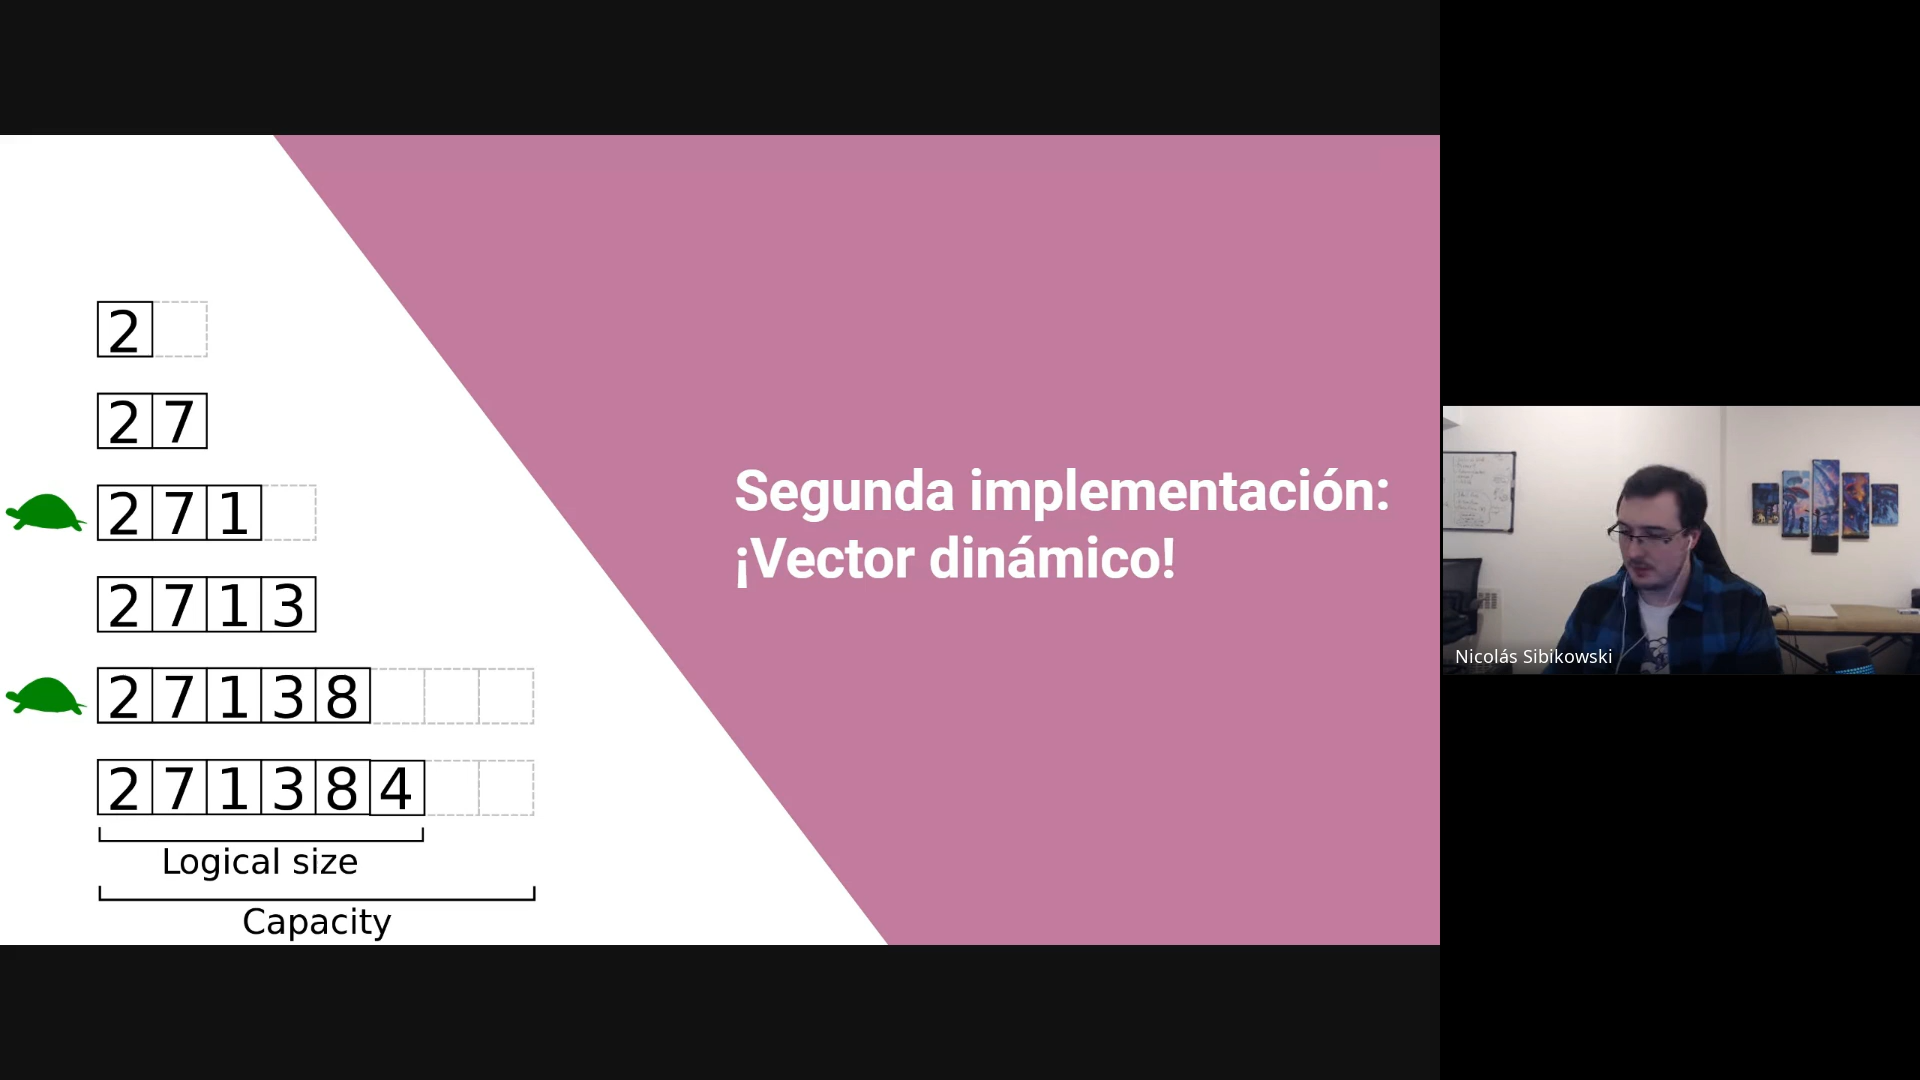 2
2 7
2 7 1
2 7 1 3
2 7 1 3 8
2 7 1 3 8 4
Logical size
Capacity
Segunda implementación:
¡Vector dinámico!
Nicolás Sibikowski